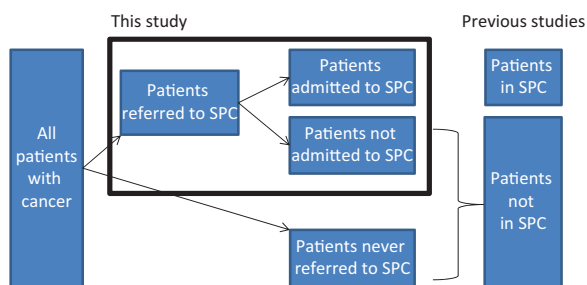 This study
Previous studies
All
patients
with
cancer
Patients
referred to SPC
Patients
admitted to SPC
Patients not
admitted to SPC
Patients never
referred to SPC
Patients
in SPC
Patients
not
in SPC